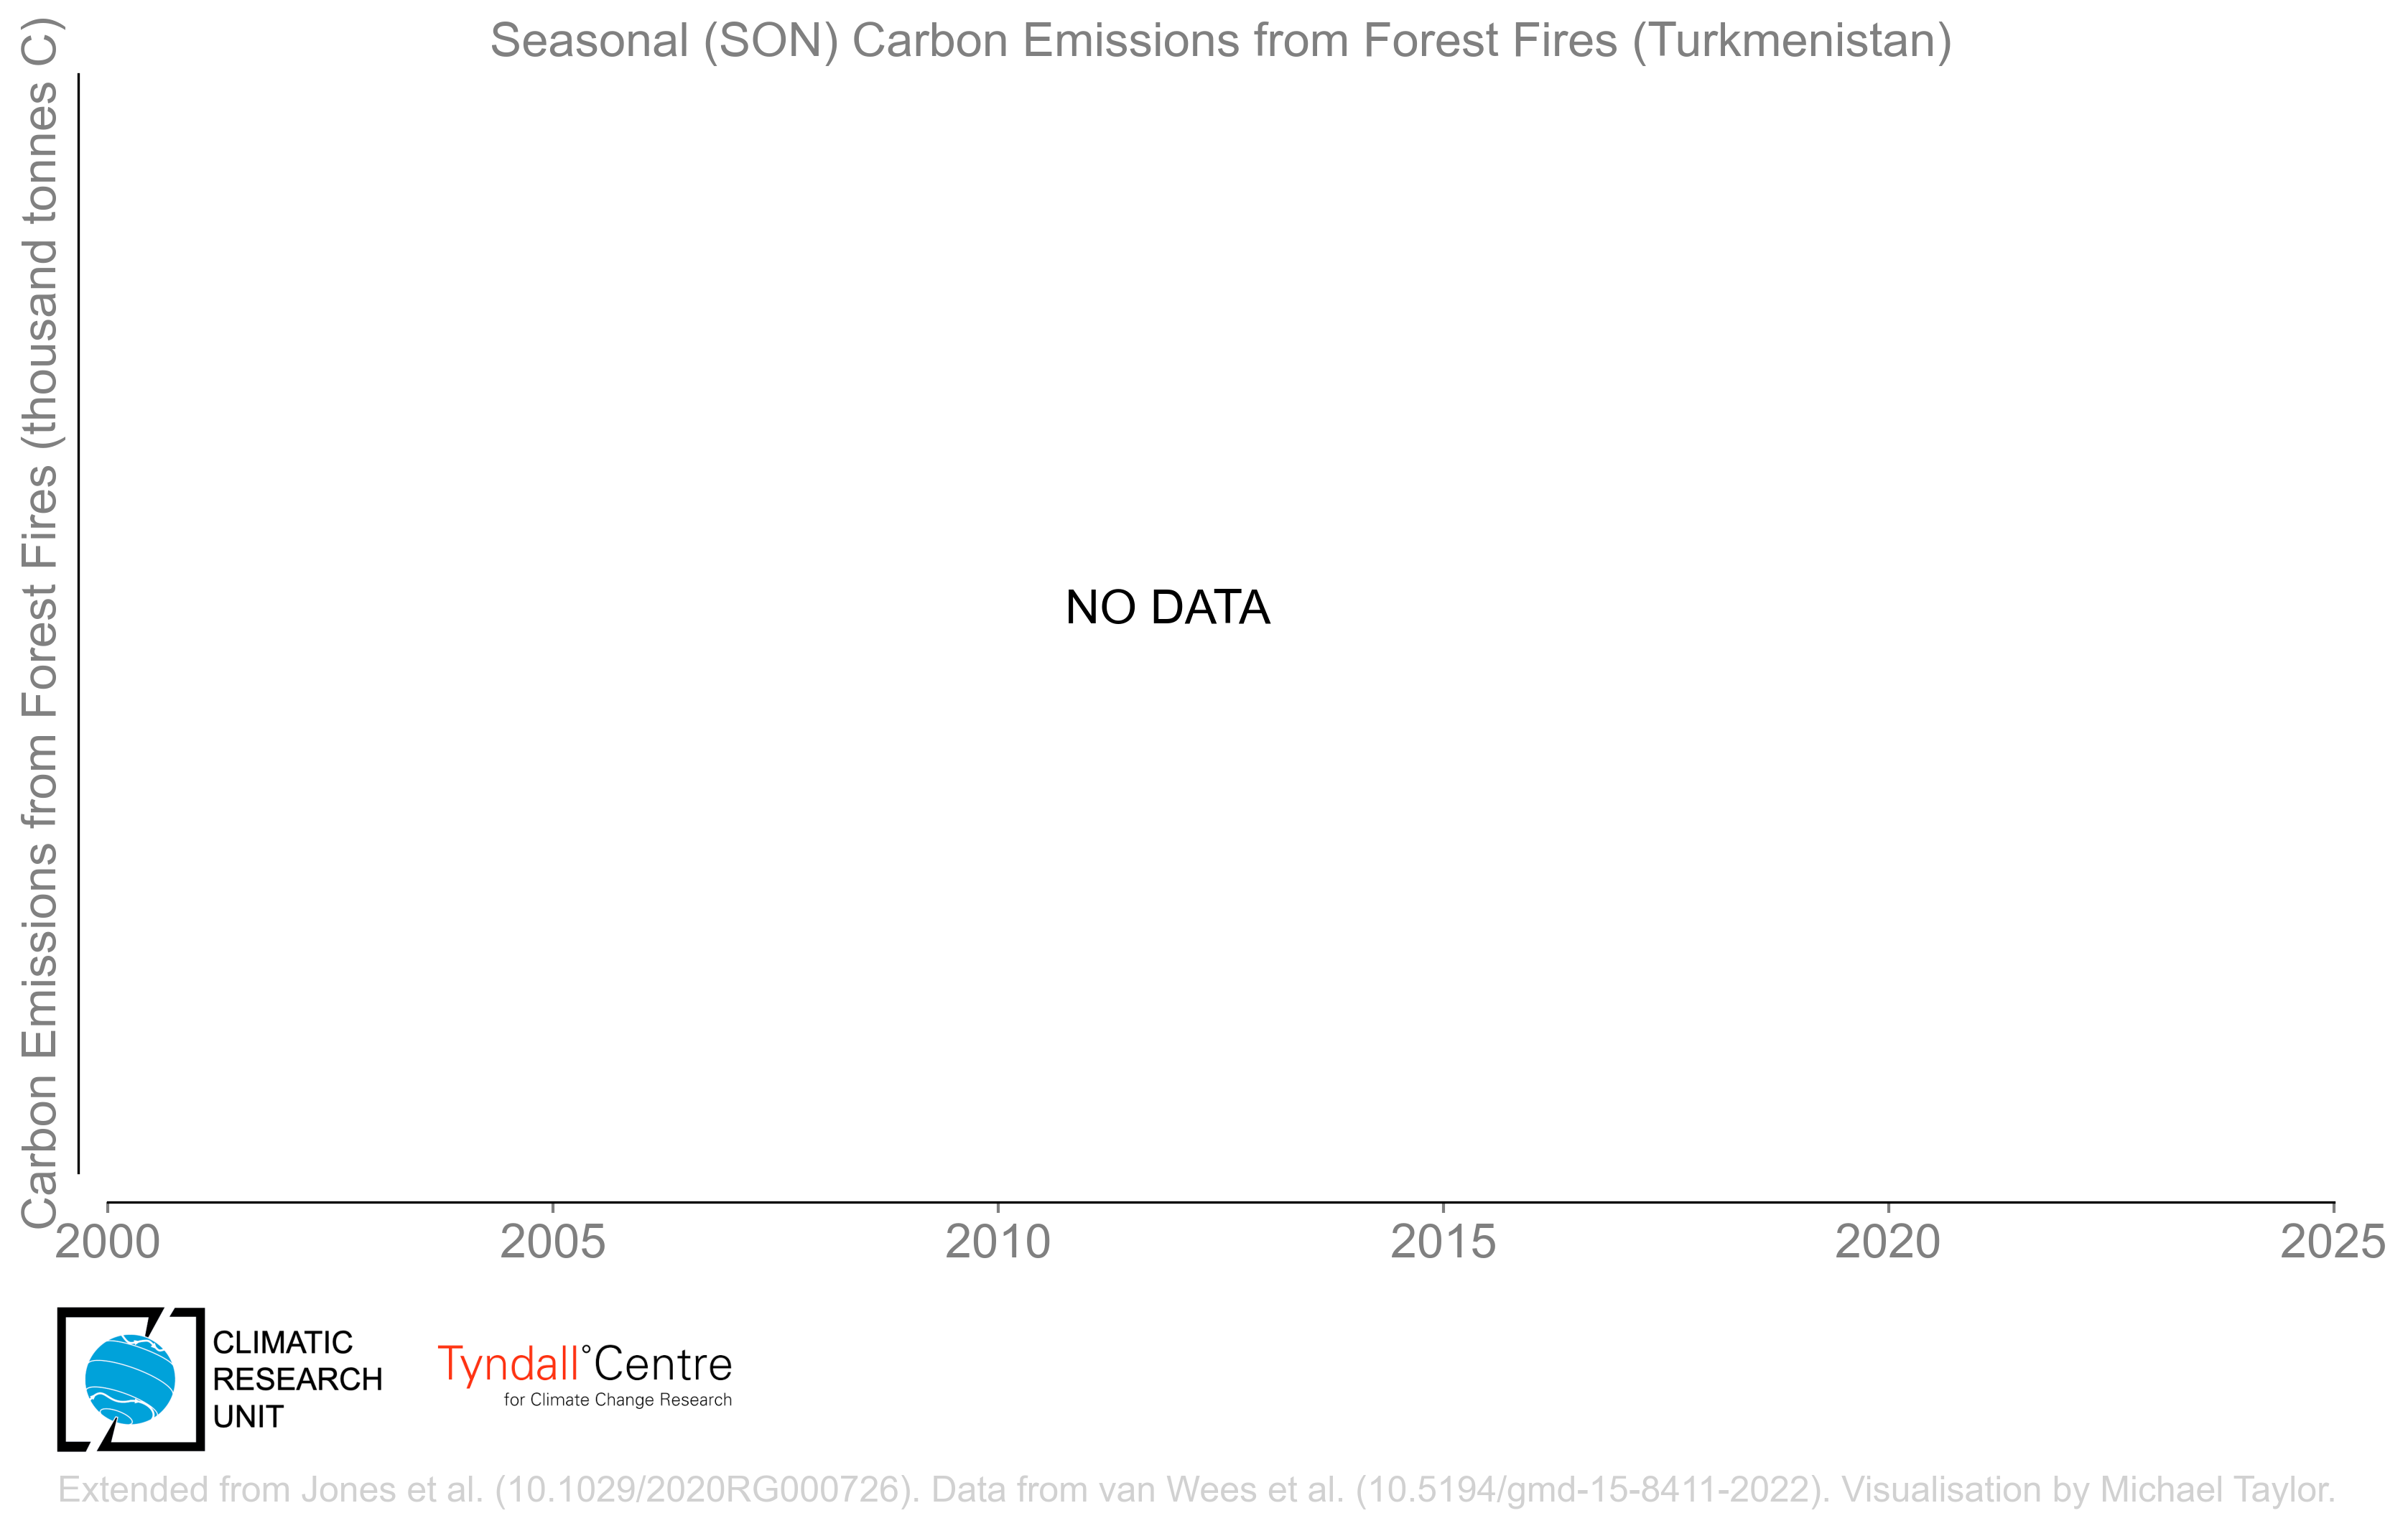 Seasonal (SON) Carbon Emissions from Forest Fires (Turkmenistan)
Carbon Emissions from Forest Fires (thousand tonnes C)
NO DATA
2000 2005 2010 2015 2020 2025
CLIMATIC
RESEARCH
UNIT
Tyndall°Centre
for Climate Change Research
Extended from Jones et al. (10.1029/2020RG000726). Data from van Wees et al. (10.5194/gmd-15-8411-2022). Visualisation by Michael Taylor.